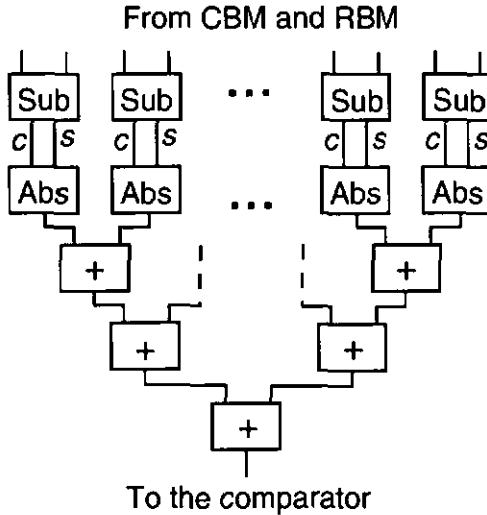 From CBM and RBM
Sub Sub ... Sub Sub
c s c s c s c s
Abs Abs ... Abs Abs
+ +
+ +
+
To the comparator